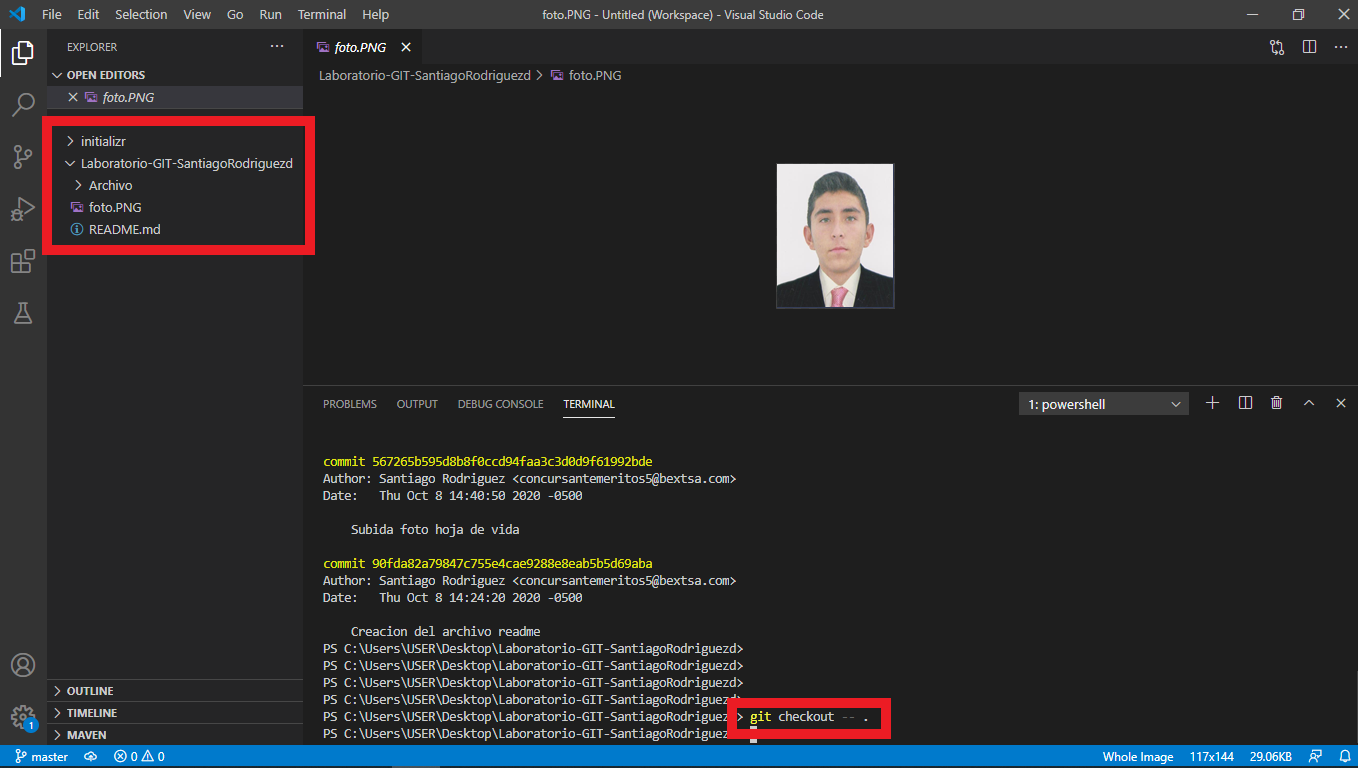 File Edit Selection View Go Run Terminal Help
foto.PNG - Untitled (Workspace) - Visual Studio Code
EXPLORER
OPEN EDITORS
foto.PNG
initializr
Laboratorio-GIT-SantiagoRodriguezd
Archivo
foto.PNG
README.md
OUTLINE
TIMELINE
MAVEN
foto.PNG
Laboratorio-GIT-SantiagoRodriguezd > foto.PNG
PROBLEMS OUTPUT DEBUG CONSOLE TERMINAL
1: powershell
commit 567265b595d8b8f0ccd94faa3c3d0d9f61992bde
Author: Santiago Rodriguez <concursantemeritos5@bextsa.com>
Date:   Thu Oct 8 14:40:50 2020 -0500
Subida foto hoja de vida
commit 90fda82a79847c755e4cae9288e8eab5b5d69aba
Author: Santiago Rodriguez <concursantemeritos5@bextsa.com>
Date:   Thu Oct 8 14:24:20 2020 -0500
Creacion del archivo readme
PS C:\Users\USER\Desktop\Laboratorio-GIT-SantiagoRodriguezd>
PS C:\Users\USER\Desktop\Laboratorio-GIT-SantiagoRodriguezd>
PS C:\Users\USER\Desktop\Laboratorio-GIT-SantiagoRodriguezd>
PS C:\Users\USER\Desktop\Laboratorio-GIT-SantiagoRodriguezd>
PS C:\Users\USER\Desktop\Laboratorio-GIT-SantiagoRodriguez> git checkout -- .
PS C:\Users\USER\Desktop\Laboratorio-GIT-SantiagoRodriguez
1
master 0 0
Whole Image 117x144 29.06KB